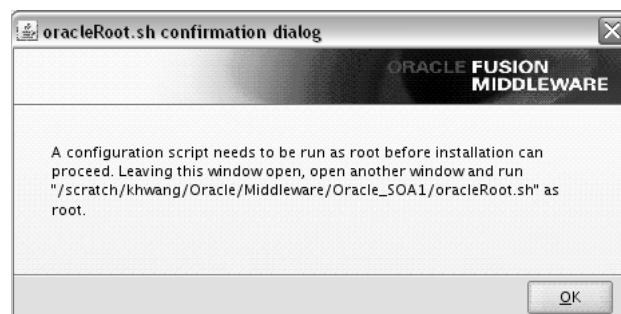 oracleRoot.sh confirmation dialog
ORACLE FUSION
MIDDLEWARE
A configuration script needs to be run as root before installation can
proceed. Leaving this window open, open another window and run
"/scratch/khwang/Oracle/Middleware/Oracle_SOA1/oracleRoot.sh" as
root.
OK